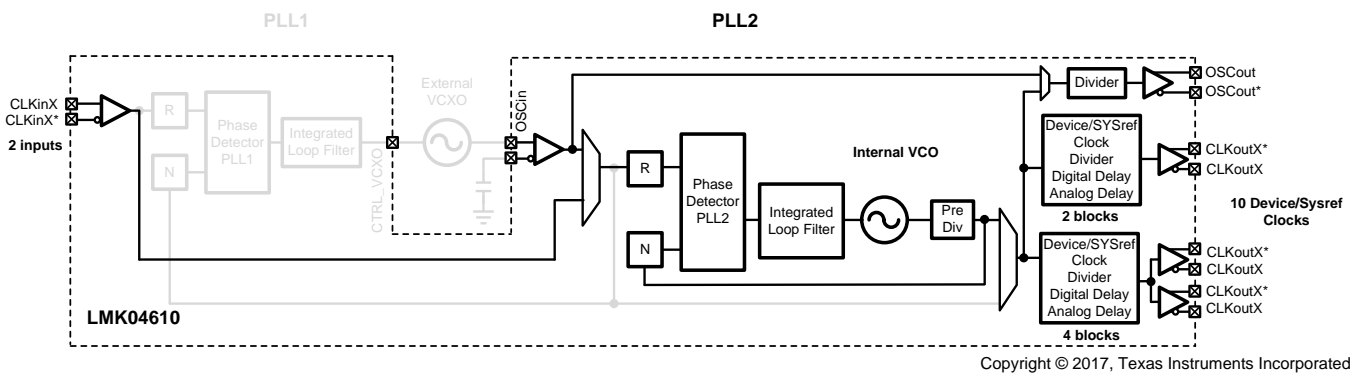 PLL1
PLL2
CLKinX
CLKinX*
2 inputs
R
N
Phase
Detector
PLL1
Integrated
Loop Filter
CTRL_VCXO
External
VCXO
OSCin
R
N
Phase
Detector
PLL2
Integrated
Loop Filter
Internal VCO
Pre
Div
Divider
OSCout
OSCout*
Device/SYSref
Clock
Divider
Digital Delay
Analog Delay
2 blocks
CLKoutX*
CLKoutX
10 Device/Sysref
Clocks
Device/SYSref
Clock
Divider
Digital Delay
Analog Delay
4 blocks
CLKoutX*
CLKoutX
CLKoutX*
CLKoutX
LMK04610
Copyright © 2017, Texas Instruments Incorporated